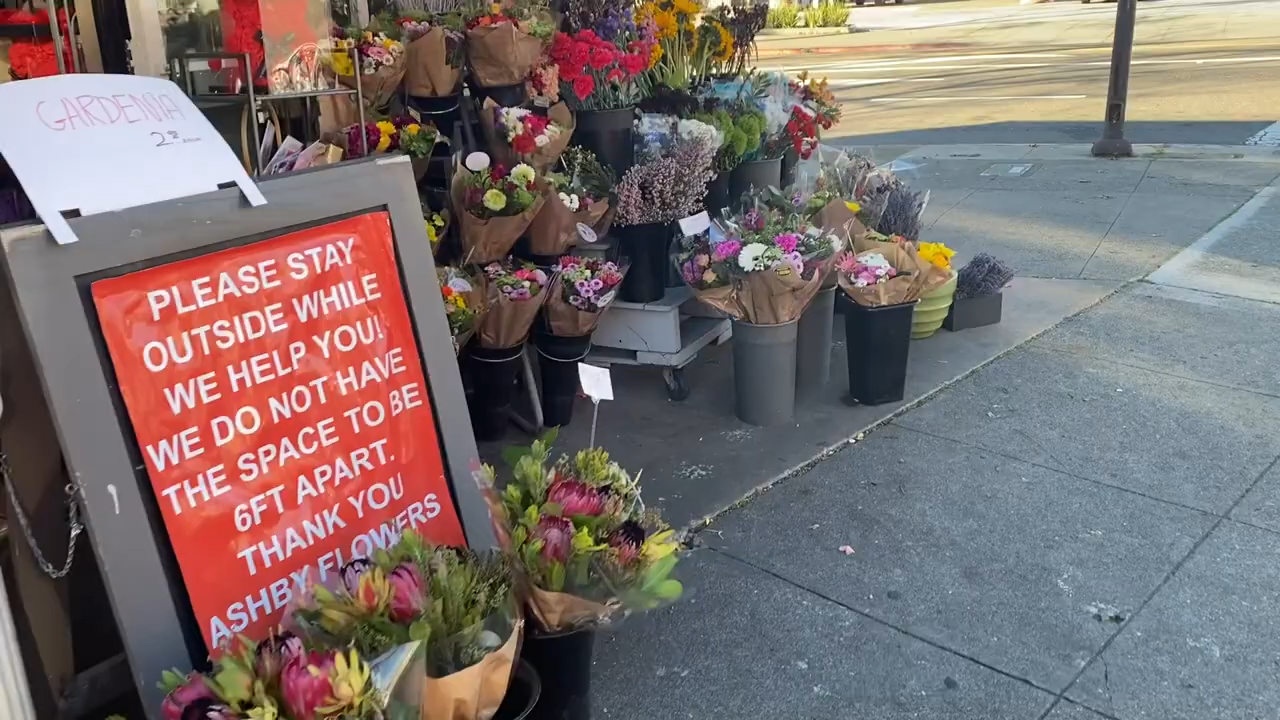 GARDENIA
PLEASE STAY
OUTSIDE WHILE
WE HELP YOU!
WE DO NOT HAVE
THE SPACE TO BE
6FT APART.
THANK YOU
ASHBY FLOWERS